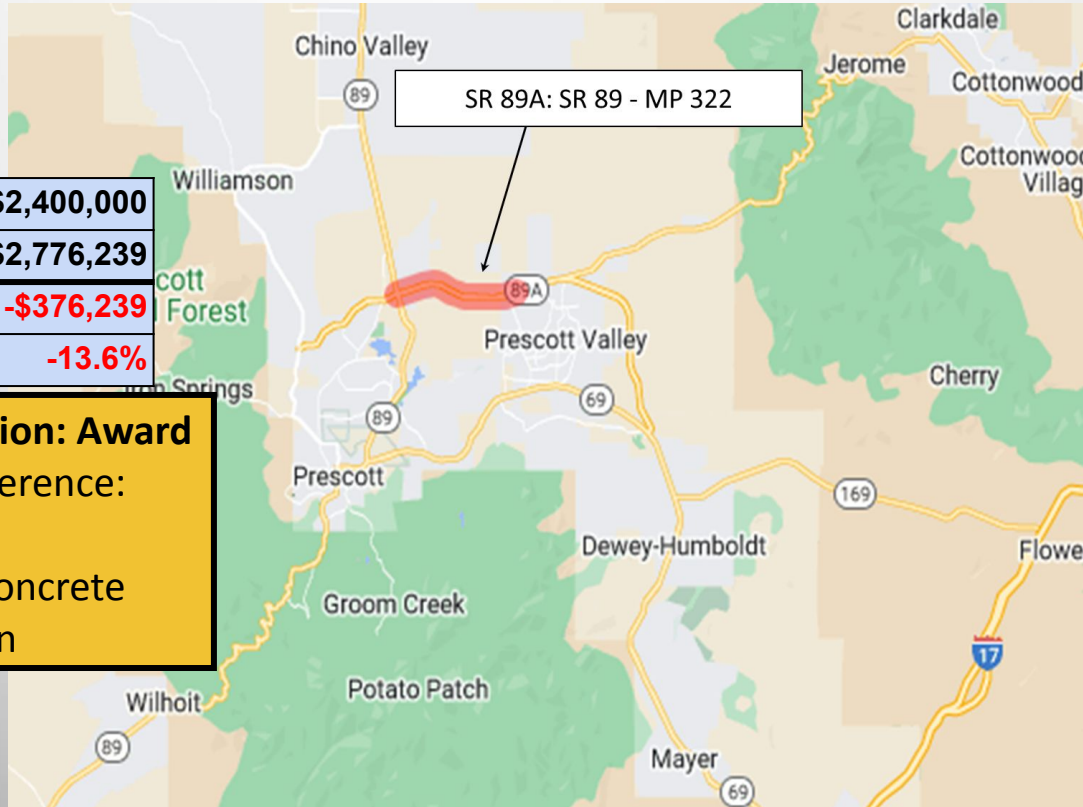 Clarkdale
Chino Valley
Jerome
89
Cottonwood
SR 89A: SR 89 - MP 322
Cottonwood
Villag
Williamson
$2,400,000
$2,776,239
-$376,239
-13.6%
cott
Forest
89A
Prescott Valley
Springs
Cherry
69
89
ion: Award
erence:
oncrete
n
Prescott
169
Dewey-Humboldt
Flowe
Groom Creek
17
Potato Patch
Wilhoit
89
Mayer
69